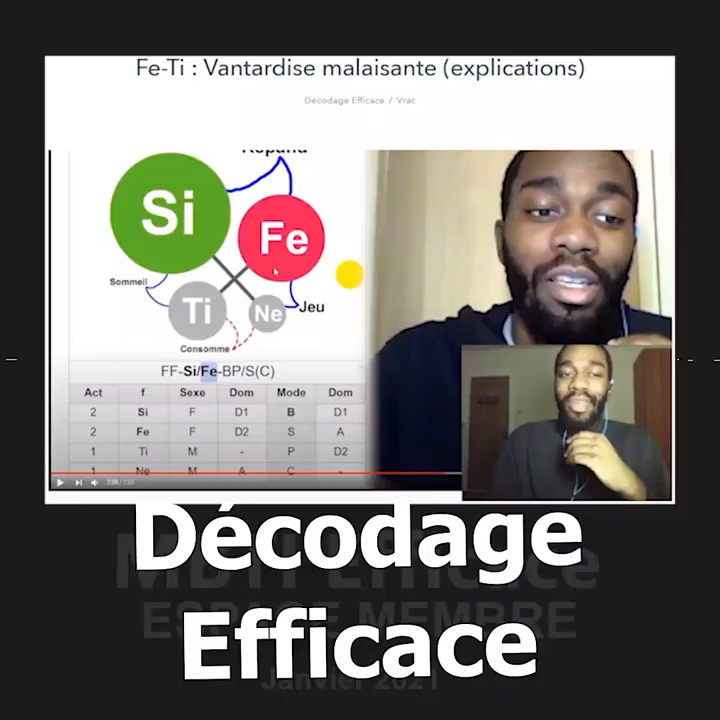 Fe-Ti : Vantardise malaisante (explications)
Décodage Efficace / Vrac
Répand
Si
Fe
Sommeil
Ti
Ne
Jeu
Consomme
FF-Si/Fe-BP/S(C)
Act f Sexe Dom Mode Dom
2 Si F D1 B D1
2 Fe F D2 S A
1 Ti M - P D2
1 Ne M A C -
Décodage
MBTI Efficace
ESPACE MEMBRE
Efficace
Janvier 2021